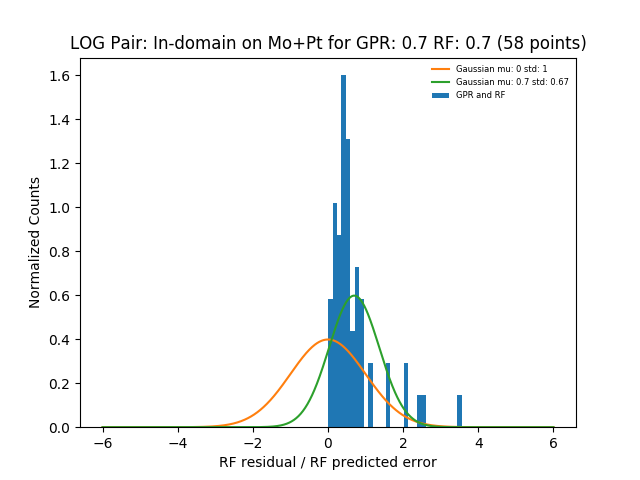 LOG Pair: In-domain on Mo+Pt for GPR: 0.7 RF: 0.7 (58 points)
Gaussian mu: 0 std: 1
Gaussian mu: 0.7 std: 0.67
GPR and RF
Normalized Counts
1.6
1.4
1.2
1.0
0.8
0.6
0.4
0.2
0.0
−6
−4
−2
0
2
4
6
RF residual / RF predicted error